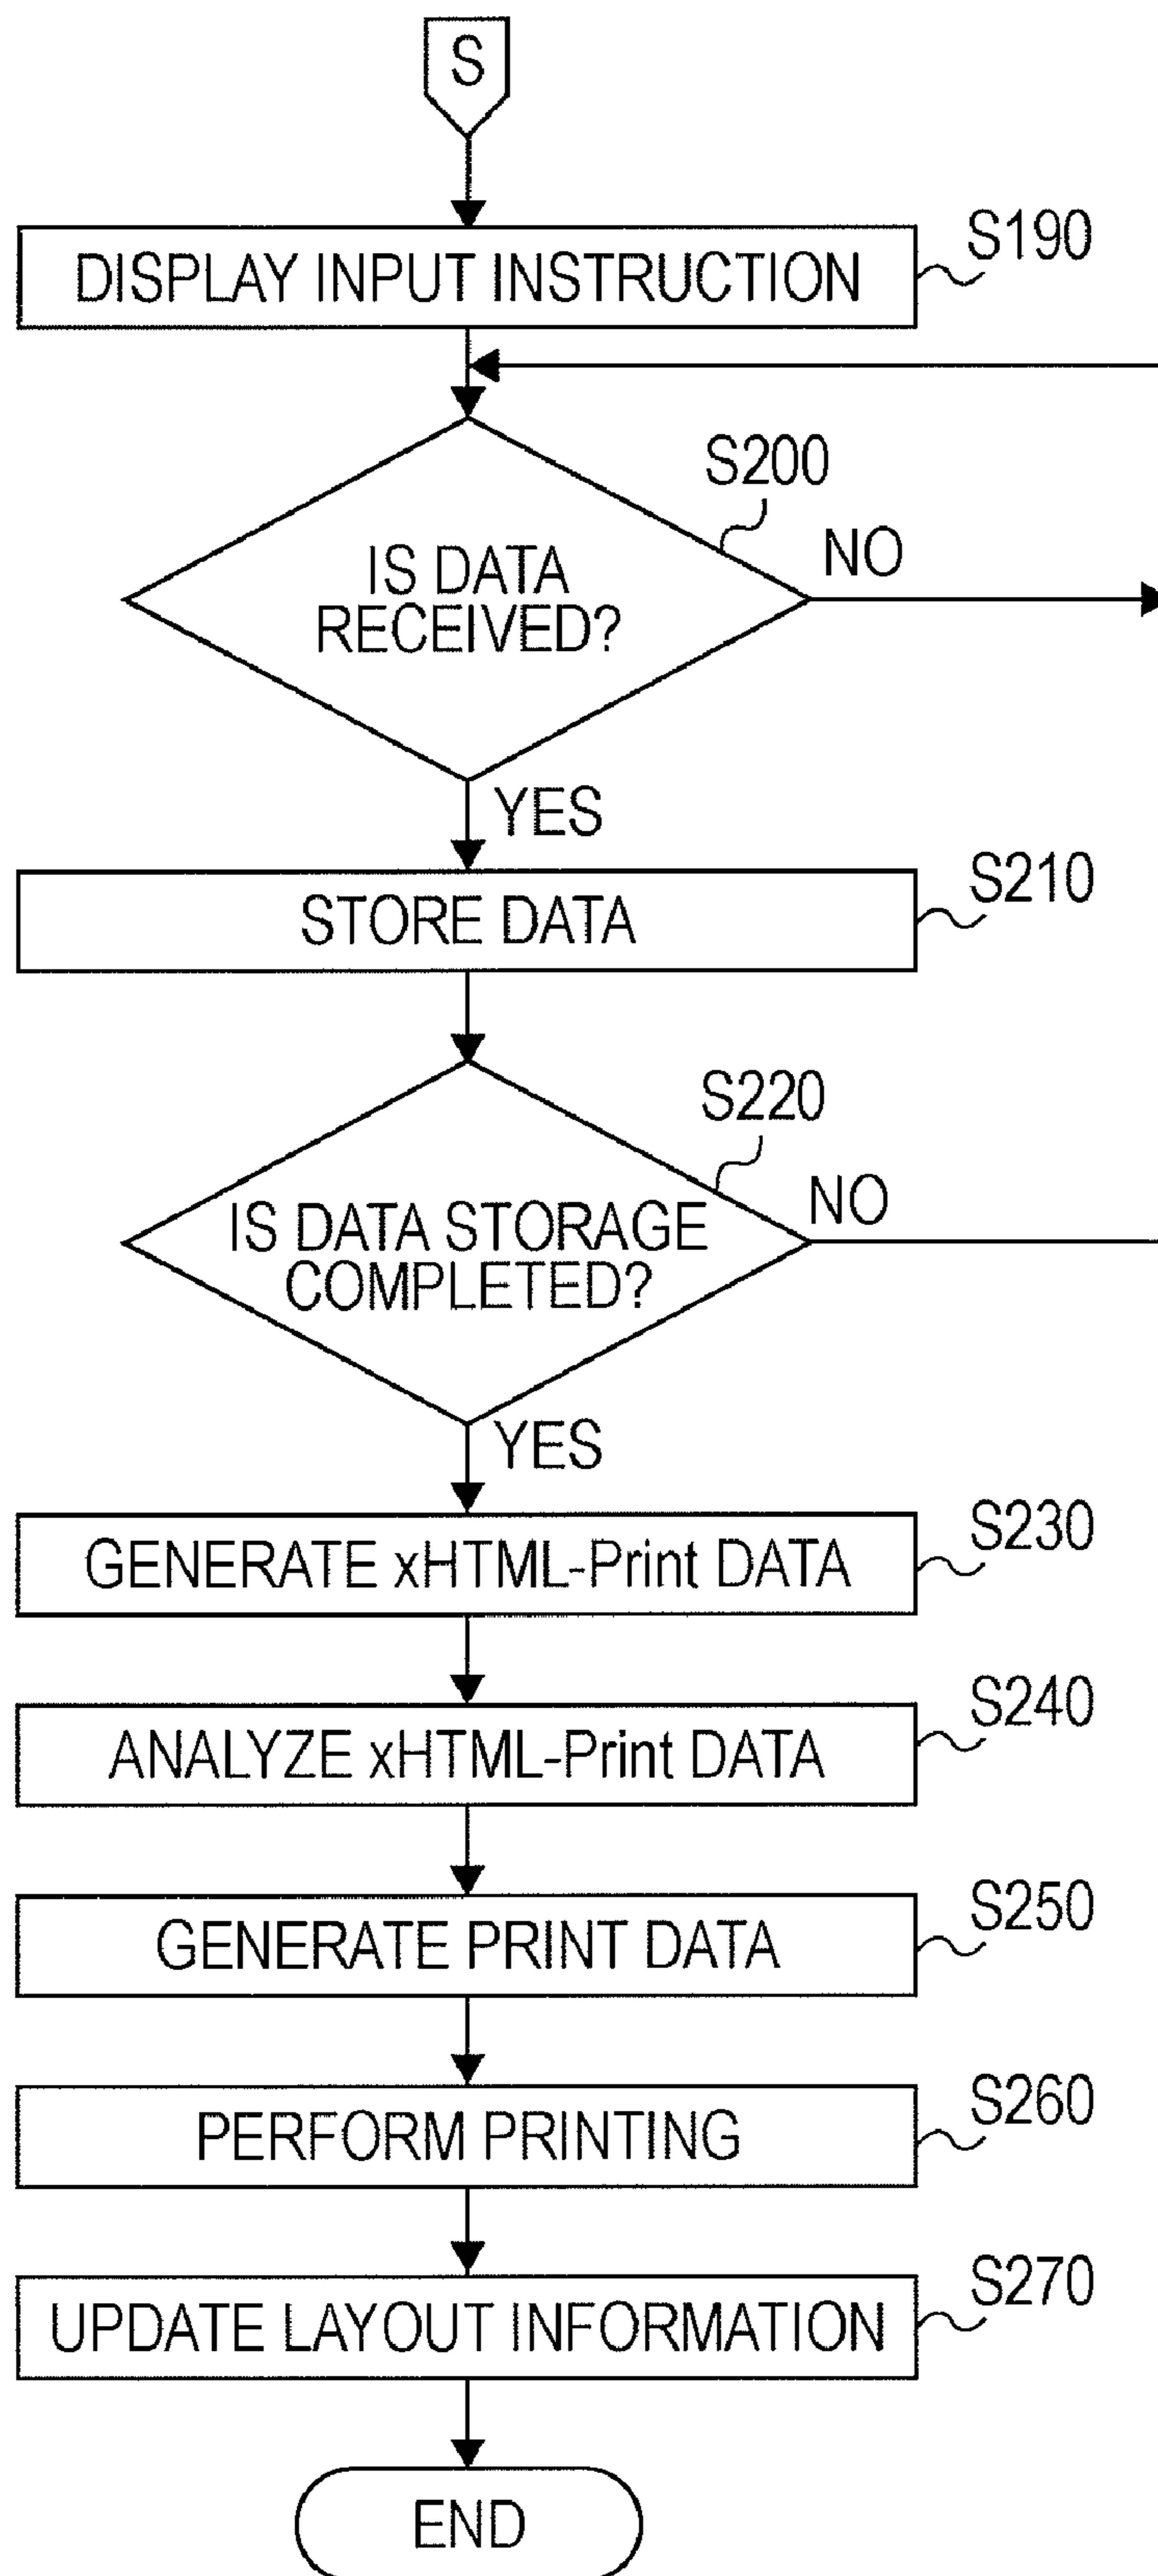 S
DISPLAY INPUT INSTRUCTION
S190
S200
IS DATA
RECEIVED?
NO
YES
STORE DATA
S210
S220
IS DATA STORAGE
COMPLETED?
NO
YES
GENERATE xHTML-Print DATA
S230
ANALYZE xHTML-Print DATA
S240
GENERATE PRINT DATA
S250
PERFORM PRINTING
S260
UPDATE LAYOUT INFORMATION
S270
END